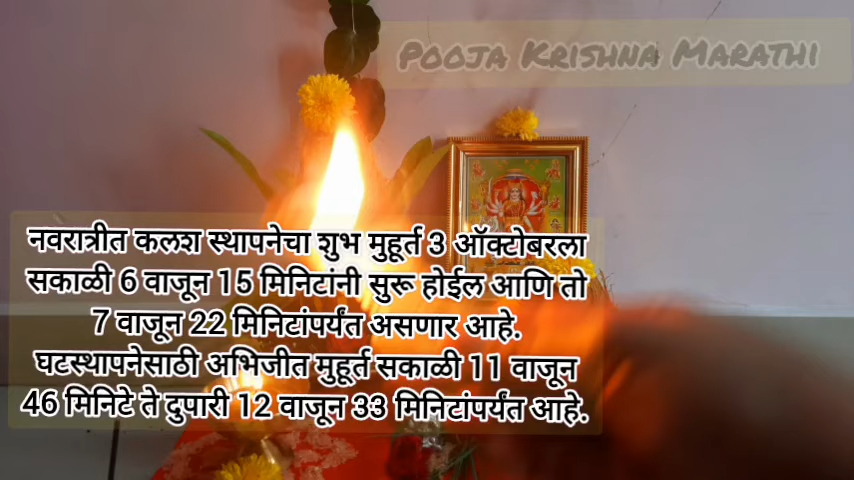 Pooja Krishna Marathi
नवरात्रीत कलश स्थापनेचा शुभ मुहूर्त 3 ऑक्टोबरला
सकाळी 6 वाजून 15 मिनिटांनी सुरू होईल आणि तो
7 वाजून 22 मिनिटांपर्यंत असणार आहे.
घटस्थापनेसाठी अभिजीत मुहूर्त सकाळी 11 वाजून
46 मिनिटे ते दुपारी 12 वाजून 33 मिनिटांपर्यंत आहे.